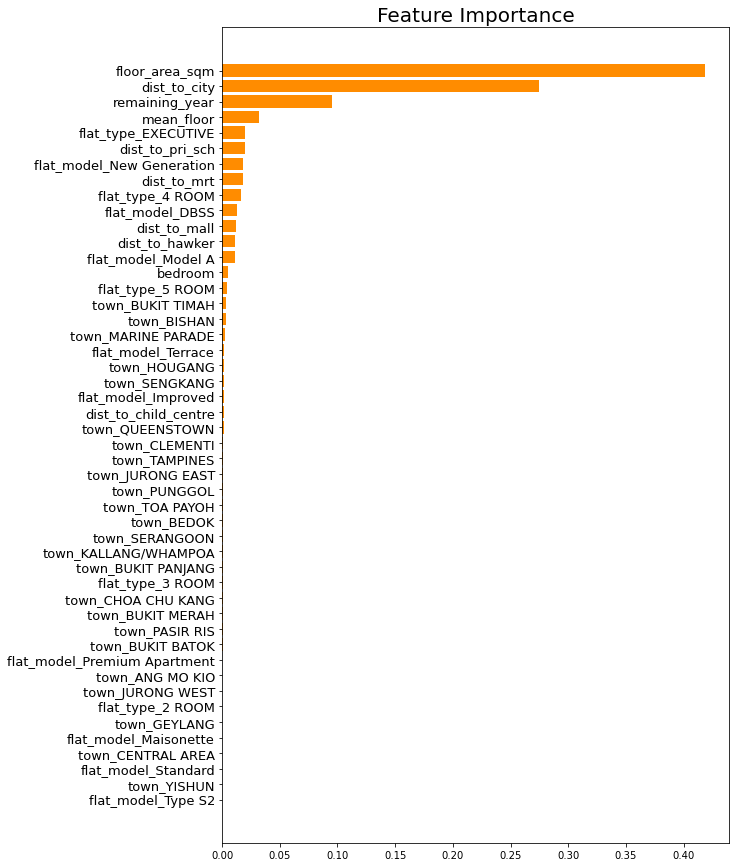 Feature Importance
floor_area_sqm
dist_to_city
remaining_year
mean_floor
flat_type_EXECUTIVE
dist_to_pri_sch
flat_model_New Generation
dist_to_mrt
flat_type_4 ROOM
flat_model_DBSS
dist_to_mall
dist_to_hawker
flat_model_Model A
bedroom
flat_type_5 ROOM
town_BUKIT TIMAH
town_BISHAN
town_MARINE PARADE
flat_model_Terrace
town_HOUGANG
town_SENGKANG
flat_model_Improved
dist_to_child_centre
town_QUEENSTOWN
town_CLEMENTI
town_TAMPINES
town_JURONG EAST
town_PUNGGOL
town_TOA PAYOH
town_BEDOK
town_SERANGOON
town_KALLANG/WHAMPOA
town_BUKIT PANJANG
flat_type_3 ROOM
town_CHOA CHU KANG
town_BUKIT MERAH
town_PASIR RIS
town_BUKIT BATOK
flat_model_Premium Apartment
town_ANG MO KIO
town_JURONG WEST
flat_type_2 ROOM
town_GEYLANG
flat_model_Maisonette
town_CENTRAL AREA
flat_model_Standard
town_YISHUN
flat_model_Type S2
0.00 0.05 0.10 0.15 0.20 0.25 0.30 0.35 0.40